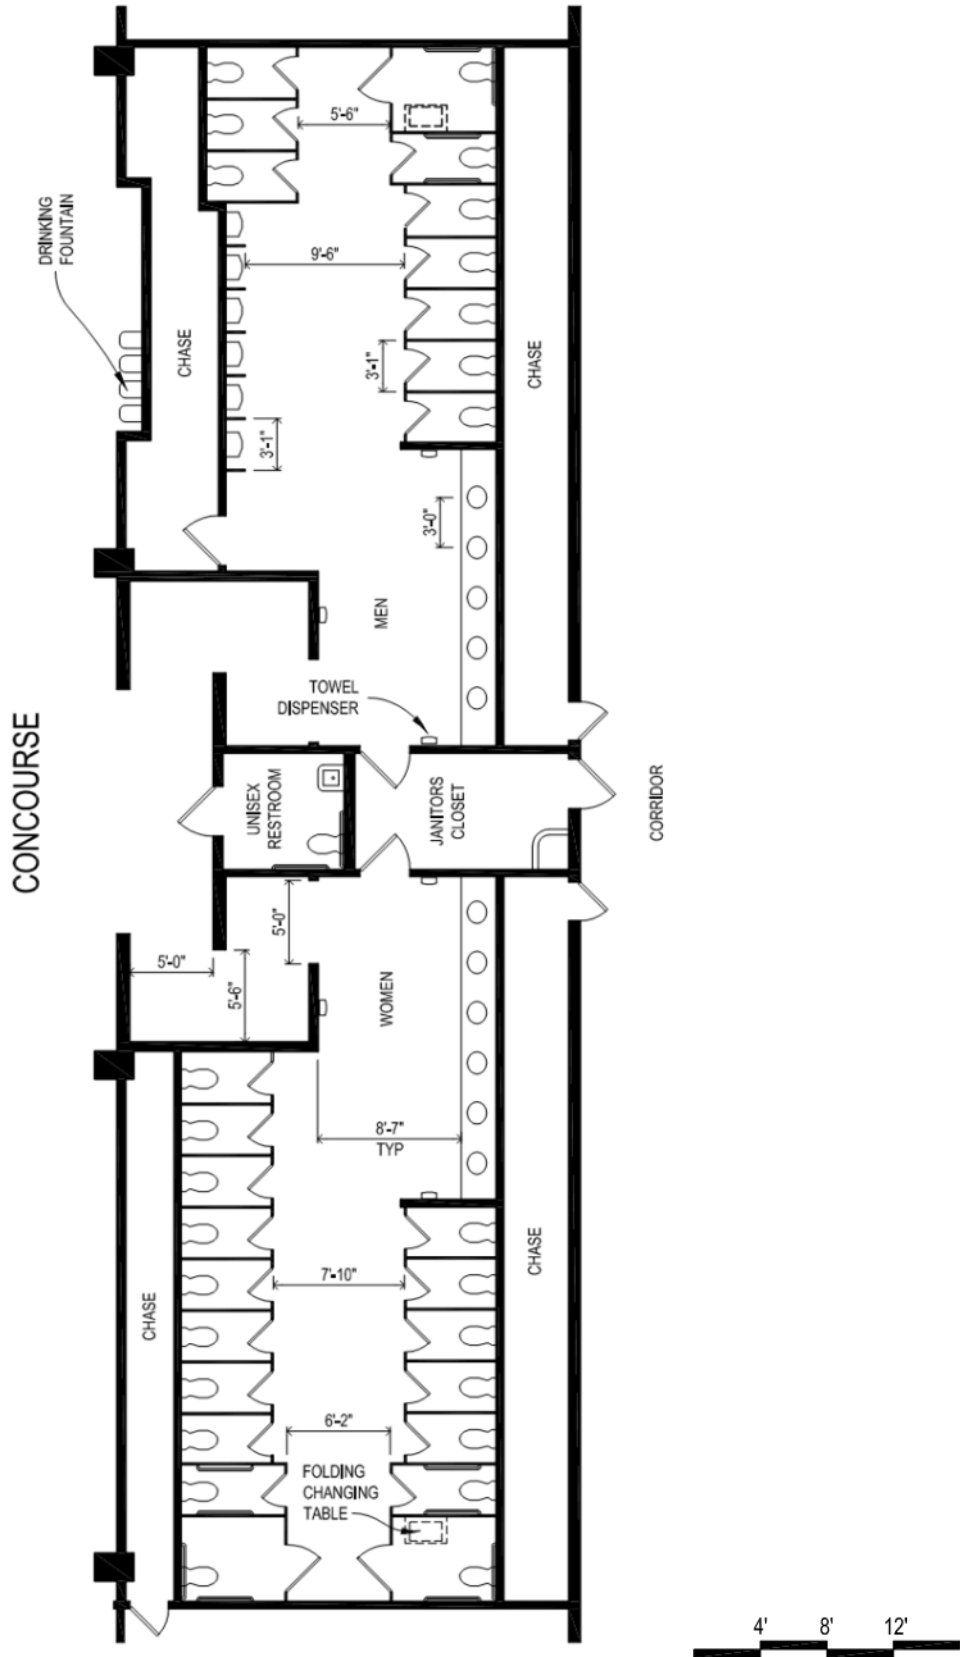 5'-6"
DRINKING
FOUNTAIN
9'-6"
CHASE
CHASE
3'-1"
3'-1"
3'-0"
MEN
TOWEL
DISPENSER
CONCOURSE
UNISEX
RESTROOM
JANITORS
CLOSET
CORRIDOR
5'-0"
5'-0"
5'-6"
WOMEN
8'-7"
TYP
CHASE
7'-10"
CHASE
6'-2"
FOLDING
CHANGING
TABLE
4' 8' 12'